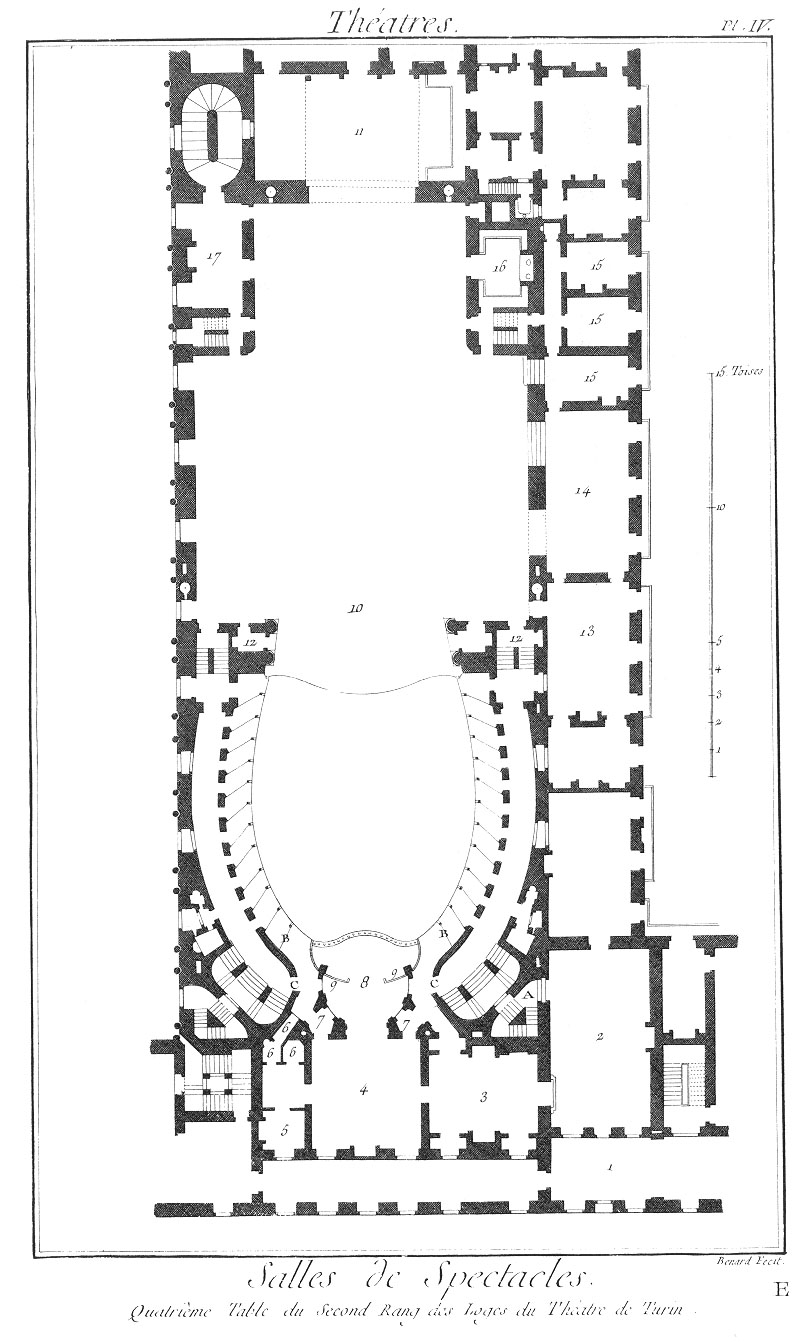 Théatres.
Pl. IV.
11
17
16
15
15
15
15 Toises
14
10
10
12
12
13
5
4
3
2
1
B
B
C
C
9
8
9
A
6
7
7
6
6
2
4
3
5
1
Benard Fecit.
Salles de Spectacles.
E
Quatrième Table du Second Rang des Loges du Théatre de Turin.